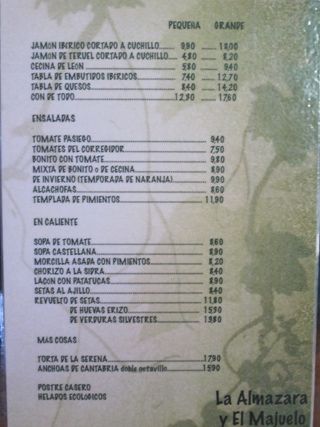 PEQUEÑA GRANDE
JAMON IBERICO CORTADO A CUCHILLO...... 9,90 ...... 18,00
JAMON DE TERUEL CORTADO A CUCHILLO...... 4,80 ...... 8,20
CECINA DE LEON...... 5,80 ...... 9,40
TABLA DE EMBUTIDOS IBERICOS...... 7,40 ...... 12,70
TABLA DE QUESOS...... 8,40 ...... 14,20
CON DE TODO...... 12,90 ...... 17,60
ENSALADAS
TOMATE PASIEGO...... 9,40
TOMATES DEL CORREGIDOR...... 7,50
BONITO CON TOMATE...... 9,80
MIXTA DE BONITO o DE CECINA...... 8,90
DE INVIERNO (TEMPORADA DE NARANJA)...... 9,90
ALCACHOFAS...... 8,60
TEMPLADA DE PIMIENTOS...... 11,90
EN CALIENTE
SOPA DE TOMATE...... 8,60
SOPA CASTELLANA...... 8,90
MORCILLA ASADA CON PIMIENTOS...... 8,20
CHORIZO A LA SIDRA...... 8,40
LACON CON PATATUCAS...... 8,90
SETAS AL AJILLO...... 8,40
REVUELTO DE SETAS...... 11,80
DE HUEVAS ERIZO...... 15,90
DE VERDURAS SILVESTRES...... 13,80
MAS COSAS
TORTA DE LA SERENA...... 17,90
ANCHOAS DE CANTABRIA doble octavillo...... 15,90
POSTRE CASERO
HELADOS ECOLOGICOS
La Almazara
y El Majuelo